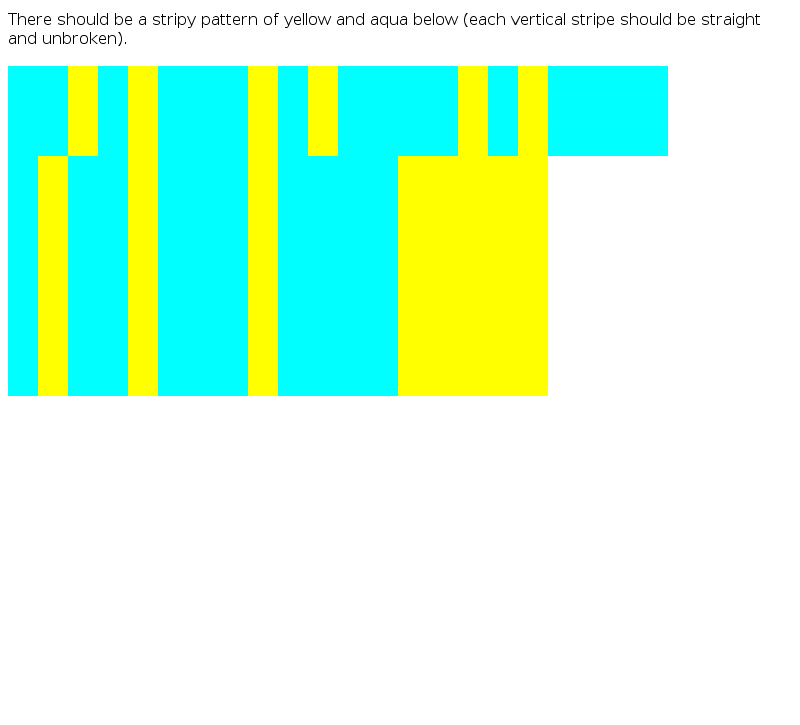 There should be a stripy pattern of yellow and aqua below (each vertical stripe should be straight
and unbroken).